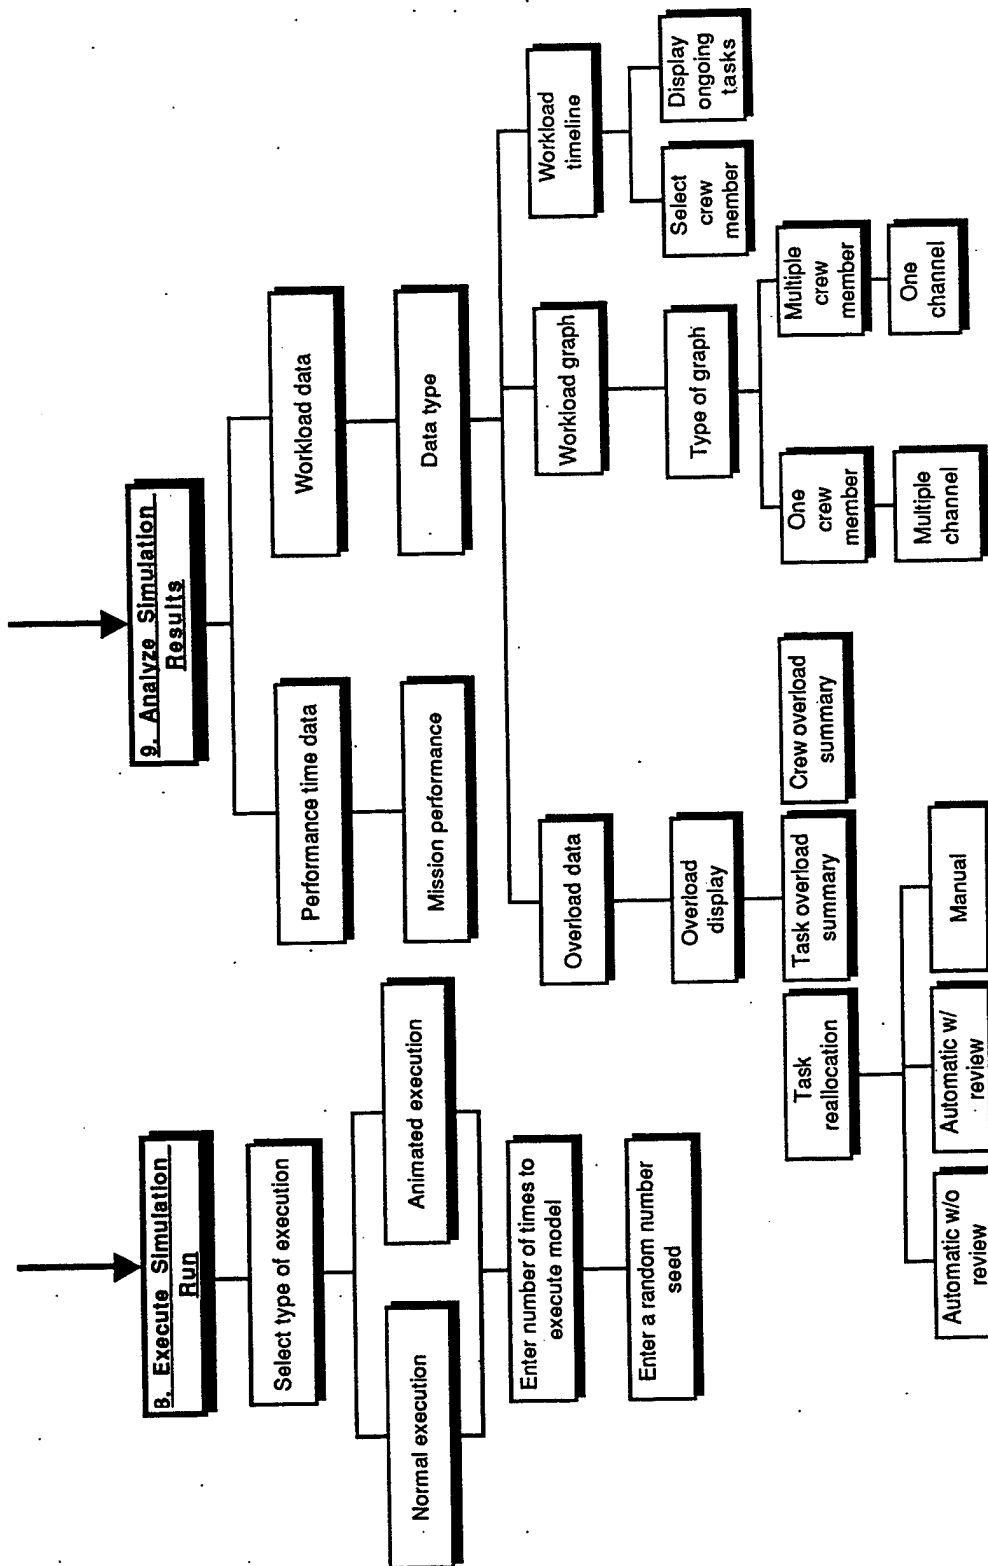 8. Execute Simulation
Run
Select type of execution
Normal execution
Animated execution
Enter number of times to
execute model
Enter a random number
seed
9. Analyze Simulation
Results
Performance time data
Workload data
Mission performance
Data type
Overload data
Workload graph
Workload
timeline
Overload
display
Type of graph
Select
crew
member
Display
ongoing
tasks
Task
reallocation
Task overload
summary
Crew overload
summary
One
crew
member
Multiple
crew
member
Automatic w/o
review
Automatic w/
review
Manual
Multiple
channel
One
channel